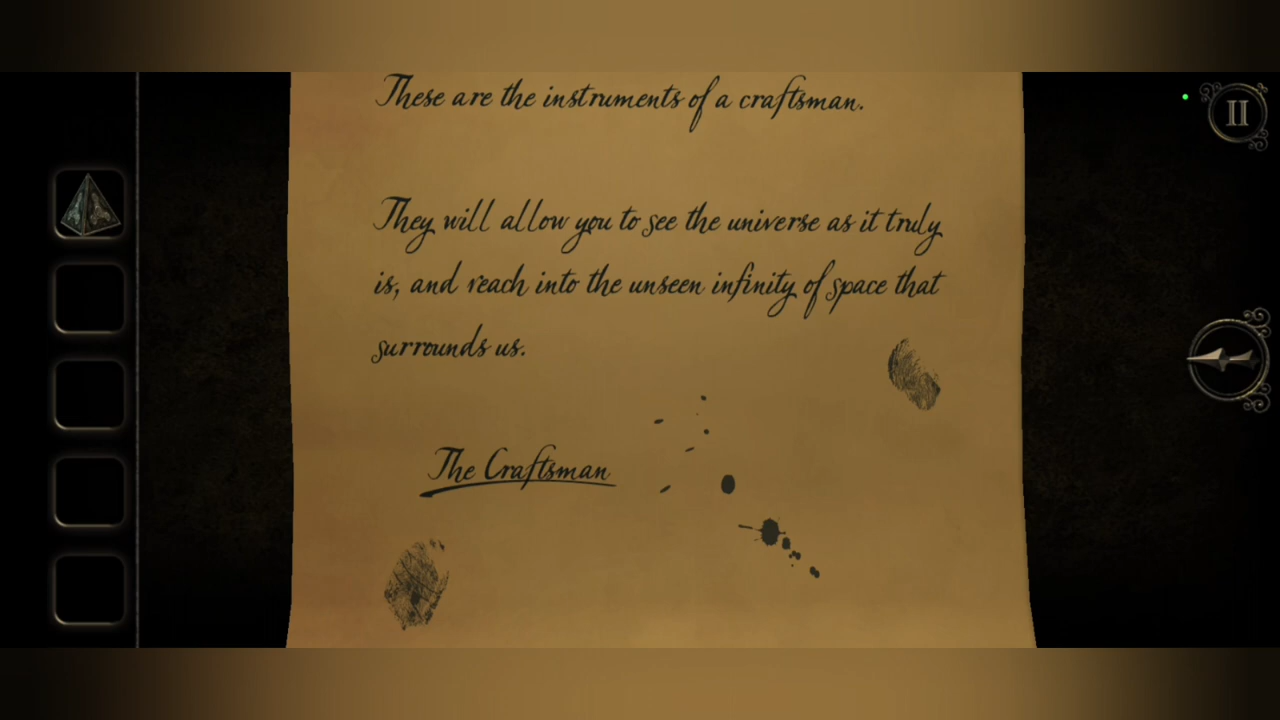 These are the instruments of a craftsman.
They will allow you to see the universe as it truly
is, and reach into the unseen infinity of space that
surrounds us.
The Craftsman